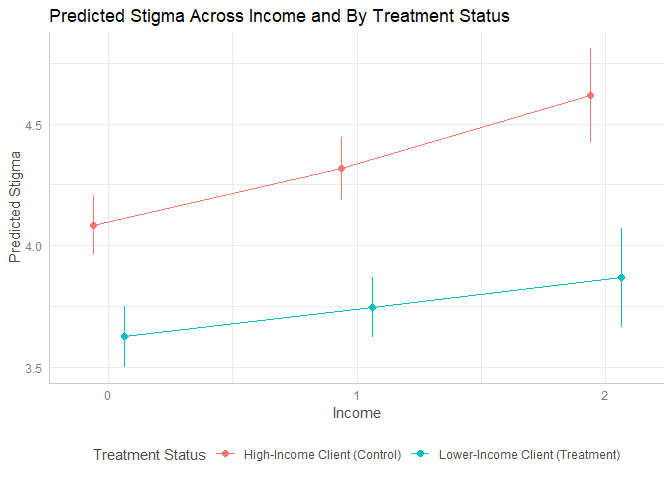 Predicted Stigma Across Income and By Treatment Status
Predicted Stigma
4.5
4.0
3.5
0 1 2
Income
Treatment Status High-Income Client (Control) Lower-Income Client (Treatment)